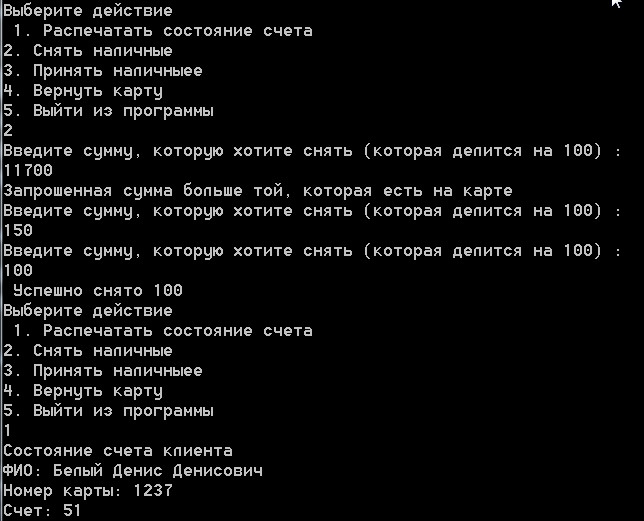 Выберите действие
1. Распечатать состояние счета
2. Снять наличные
3. Принять наличныее
4. Вернуть карту
5. Выйти из программы
2
Введите сумму, которую хотите снять (которая делится на 100) :
11700
Запрошенная сумма больше той, которая есть на карте
Введите сумму, которую хотите снять (которая делится на 100) :
150
Введите сумму, которую хотите снять (которая делится на 100) :
100
Успешно снято 100
Выберите действие
1. Распечатать состояние счета
2. Снять наличные
3. Принять наличныее
4. Вернуть карту
5. Выйти из программы
1
Состояние счета клиента
ФИО: Белый Денис Денисович
Номер карты: 1237
Счет: 51